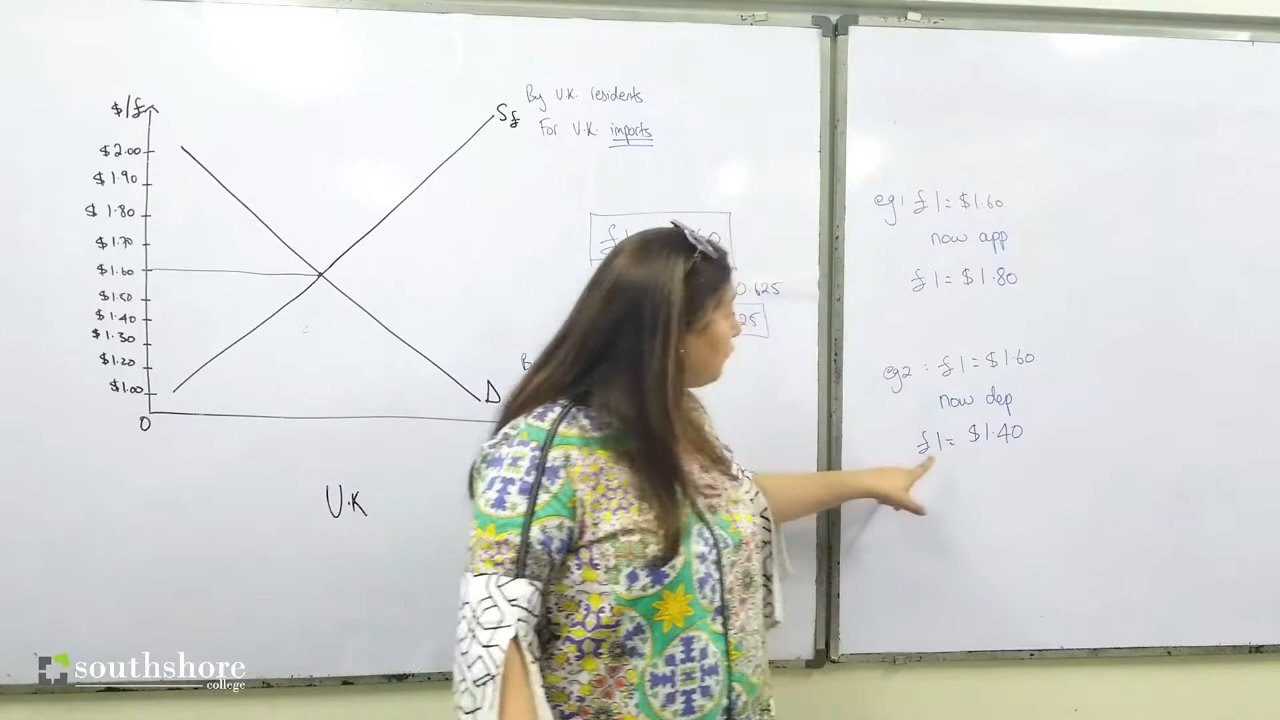 $/£
$2.00
$1.90
$1.80
$1.70
$1.60
$1.50
$1.40
$1.30
$1.20
$1.00
0
S£
D
U.K
By U.K. residents
For U.K. imports
0.625
25
eg1 £1 = $1.60
now app
£1 = $1.80
eg2 : £1 = $1.60
now dep
£1 = $1.40
southshore
college